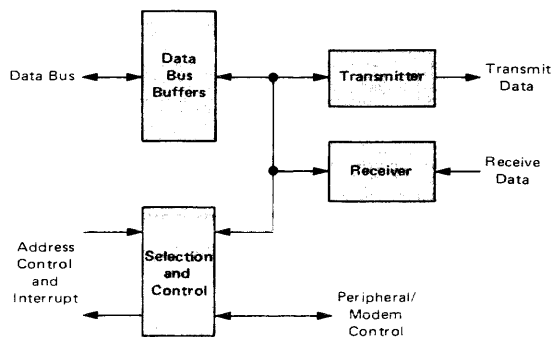 Data Bus
Data
Bus
Buffers
Transmitter
Transmit
Data
Receiver
Receive
Data
Address
Control
and
Interrupt
Selection
and
Control
Peripheral/
Modem
Control